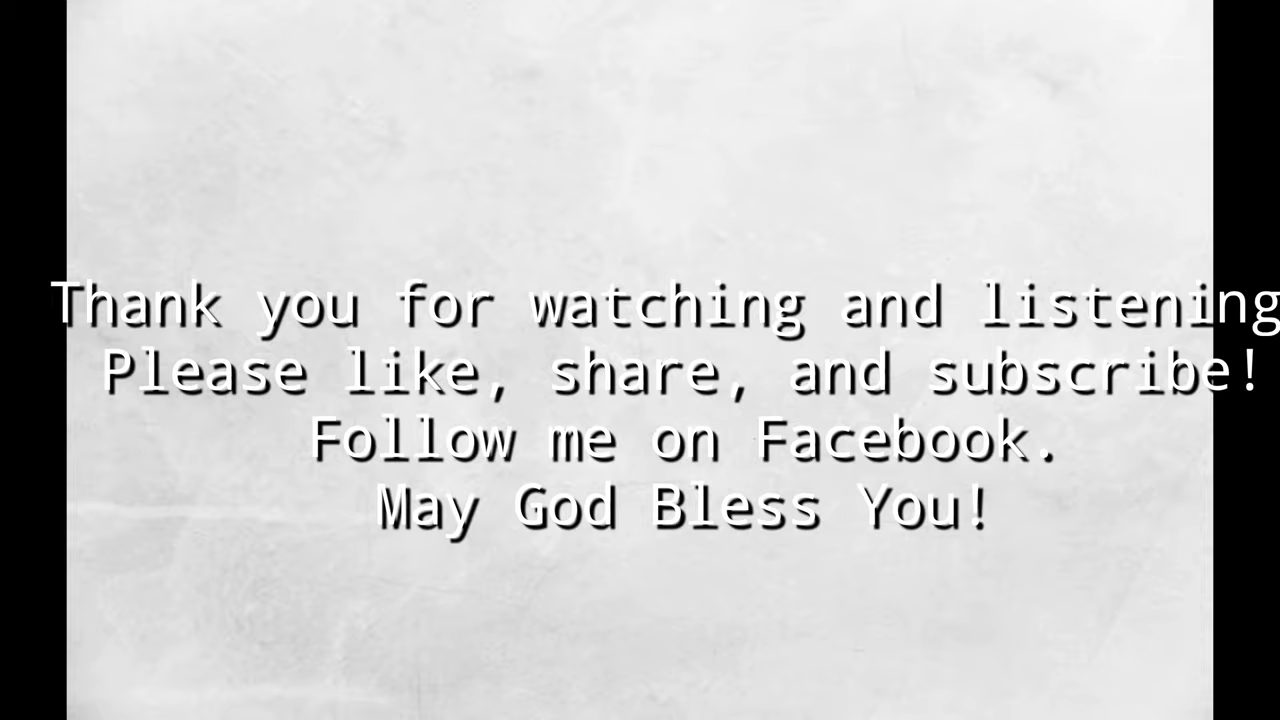 Thank you for watching and listening
Please like, share, and subscribe!
Follow me on Facebook.
May God Bless You!